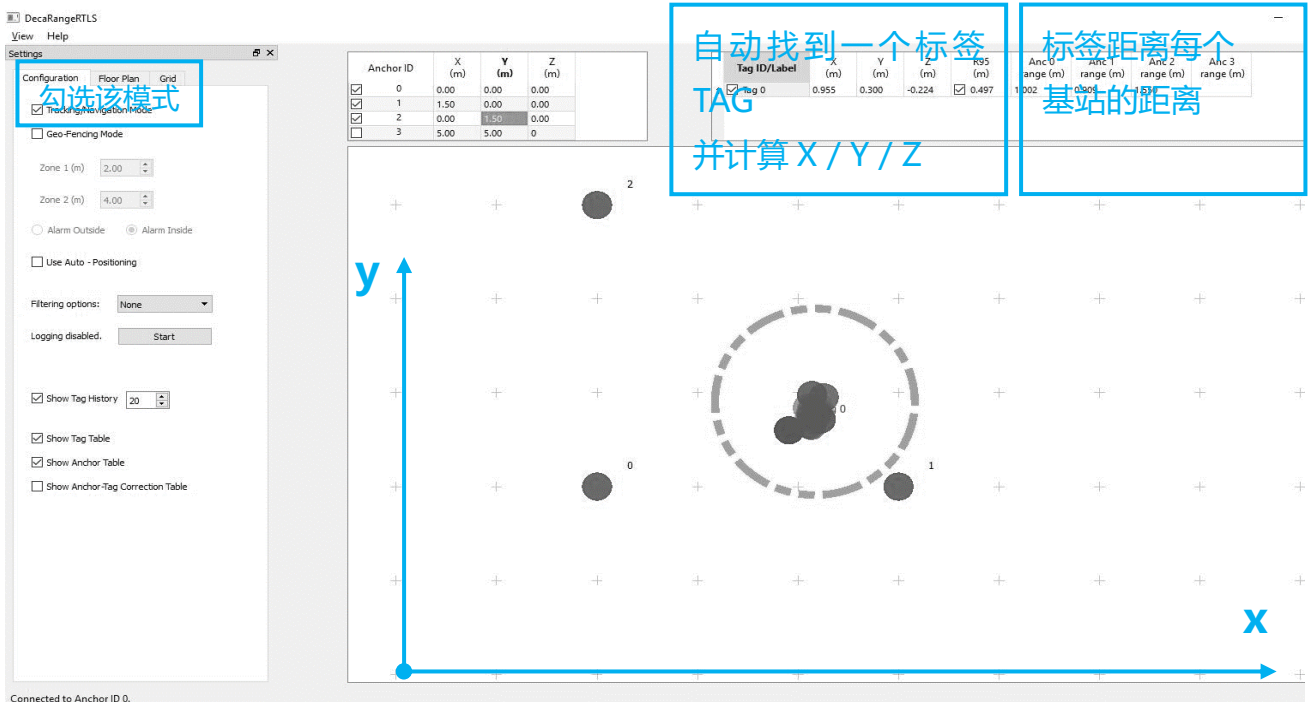 DecaRangeRTLS
View Help
Settings
Configuration Floor Plan Grid
勾选该模式
Tracking/Navigation Mode
Geo-Fencing Mode
Zone 1 (m) 2.00
Zone 2 (m) 4.00
Alarm Outside Alarm Inside
Use Auto - Positioning
Filtering options: None
Logging disabled. Start
Show Tag History 20
Show Tag Table
Show Anchor Table
Show Anchor-Tag Correction Table
Connected to Anchor ID 0.
Anchor ID X (m) Y (m) Z (m)
0 0.00 0.00 0.00
1 1.50 0.00 0.00
2 0.00 1.50 0.00
3 5.00 5.00 0
自动找到一个标签
TAG
并计算 X / Y / Z
标签距离每个
基站的距离
Tag ID/Label X (m) Y (m) Z (m) R95 (m) Anc 0 range (m) Anc 1 range (m) Anc 2 range (m) Anc 3 range (m)
Tag 0 0.955 0.300 -0.224 0.497
2
y
0
0
1
x